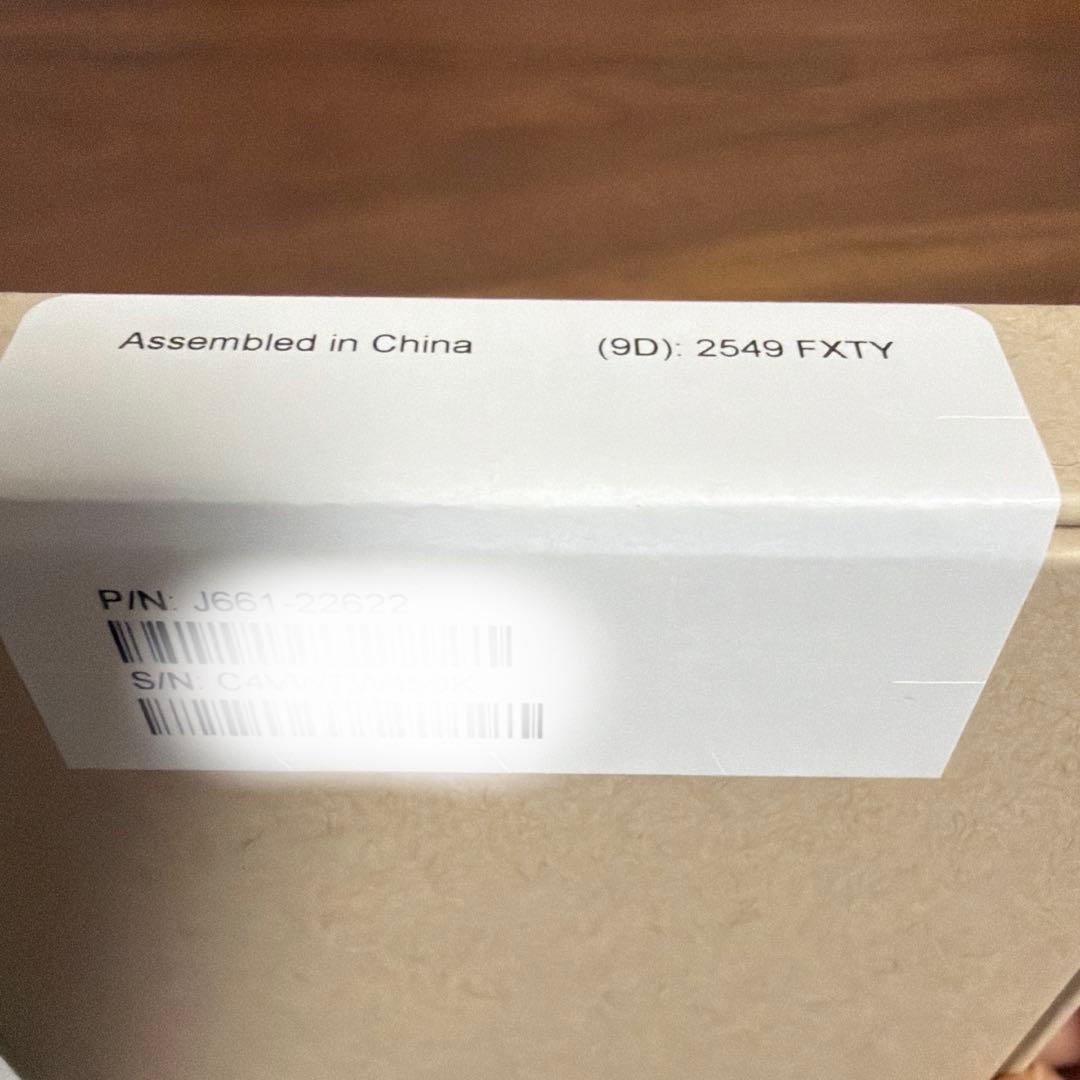 Assembled in China
(9D): 2549 FXTY
P/N: J661-22622
S/N: